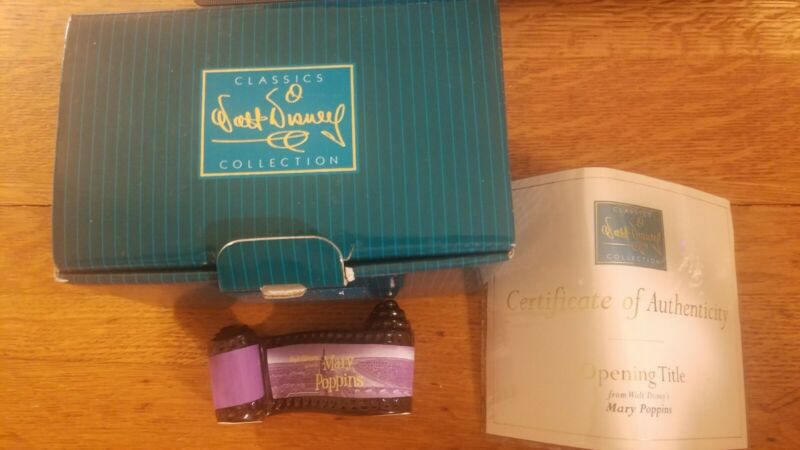 CLASSICS
Walt Disney
COLLECTION
CLASSICS
Walt Disney
COLLECTION
Certificate of Authenticity
Opening Title
from Walt Disney's
Mary Poppins
Mary
Poppins